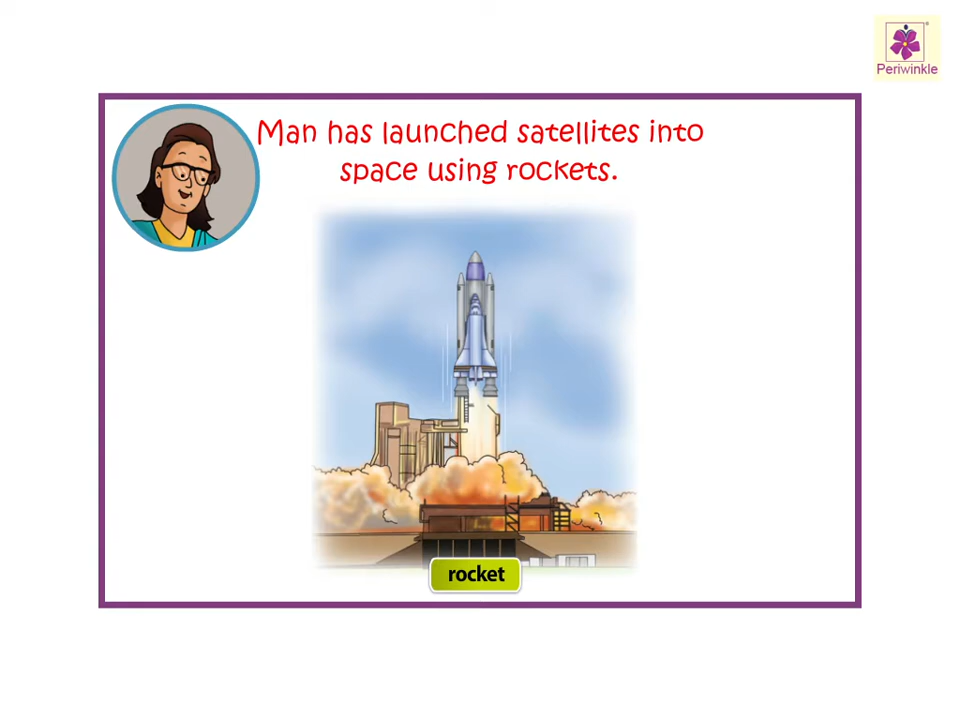 Periwinkle
Man has launched satellites into
space using rockets.
rocket